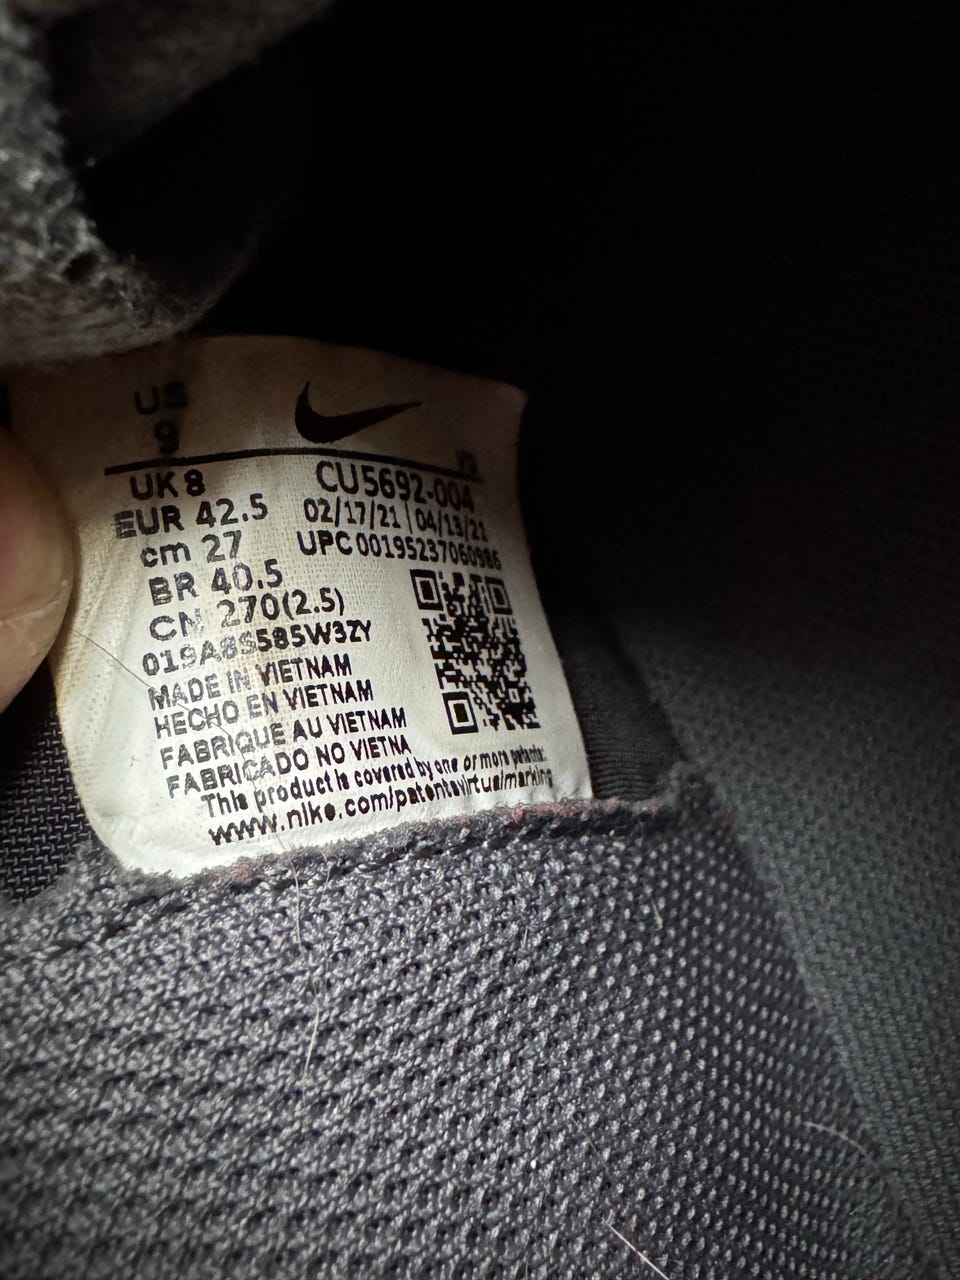 US
9
UK 8
EUR 42.5
cm 27
BR 40.5
CN 270(2.5)
019A8S585W3ZY
MADE IN VIETNAM
HECHO EN VIETNAM
FABRIQUE AU VIETNAM
FABRICADO NO VIETNA
CU5692-004
02/17/21 | 04/13/21
UPC 00195237060986
This product is covered by one or more patents:
www.nike.com/patentsvirtualmarking